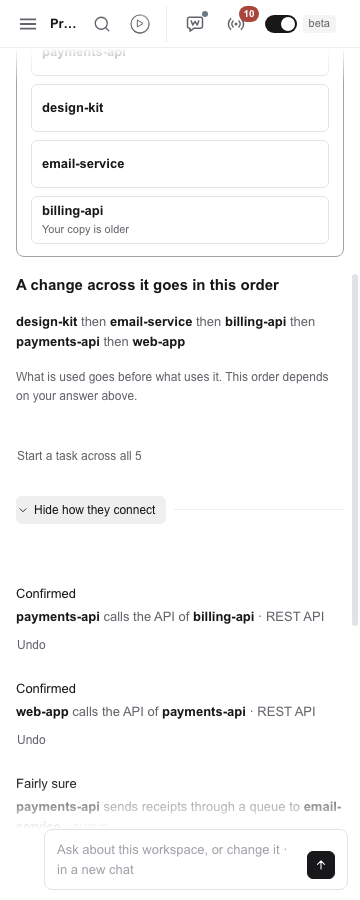 Pr...
10
beta
payments-api
design-kit
email-service
billing-api
Your copy is older
A change across it goes in this order
design-kit then email-service then billing-api then
payments-api then web-app
What is used goes before what uses it. This order depends
on your answer above.
Start a task across all 5
Hide how they connect
Confirmed
payments-api calls the API of billing-api · REST API
Undo
Confirmed
web-app calls the API of payments-api · REST API
Undo
Fairly sure
payments-api sends receipts through a queue to email-
service · queue
Ask about this workspace, or change it ·
in a new chat